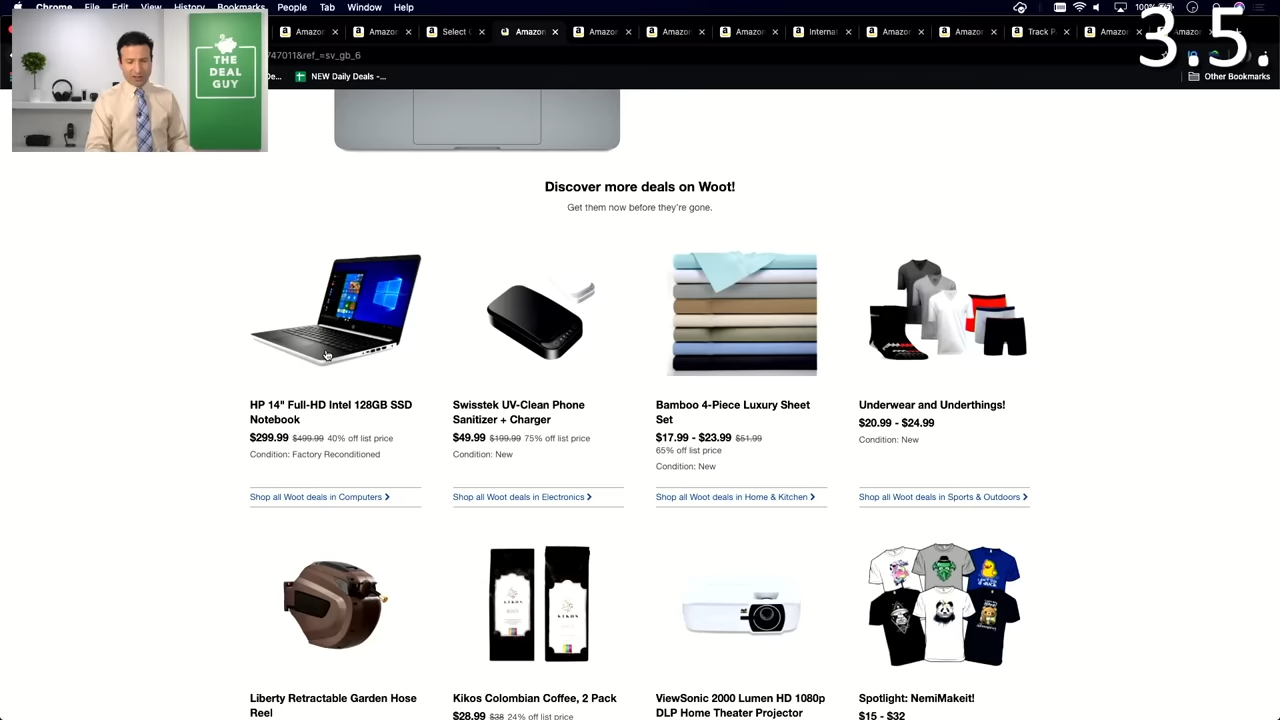 Chrome File Edit View History Bookmarks People Tab Window Help 100%
Amazon Amazon Select Amazon Amazon Amazon Amazon Internal Amazon Amazon Track Amazon
3.5.
747011&ref_=sv_gb_6
NEW Daily Deals -... Other Bookmarks
THE
DEAL
GUY
Discover more deals on Woot!
Get them now before they're gone.
HP 14" Full-HD Intel 128GB SSD
Notebook
$299.99 $499.99 40% off list price
Condition: Factory Reconditioned
Shop all Woot deals in Computers
Swisstek UV-Clean Phone
Sanitizer + Charger
$49.99 $199.99 75% off list price
Condition: New
Shop all Woot deals in Electronics
Bamboo 4-Piece Luxury Sheet
Set
$17.99 - $23.99 $51.99
65% off list price
Condition: New
Shop all Woot deals in Home & Kitchen
Underwear and Underthings!
$20.99 - $24.99
Condition: New
Shop all Woot deals in Sports & Outdoors
Liberty Retractable Garden Hose
Reel
KIKOS KIKOS
Kikos Colombian Coffee, 2 Pack
$28.99 $38 24% off list price
ViewSonic 2000 Lumen HD 1080p
DLP Home Theater Projector
Spotlight: NemiMakeit!
$15 - $32